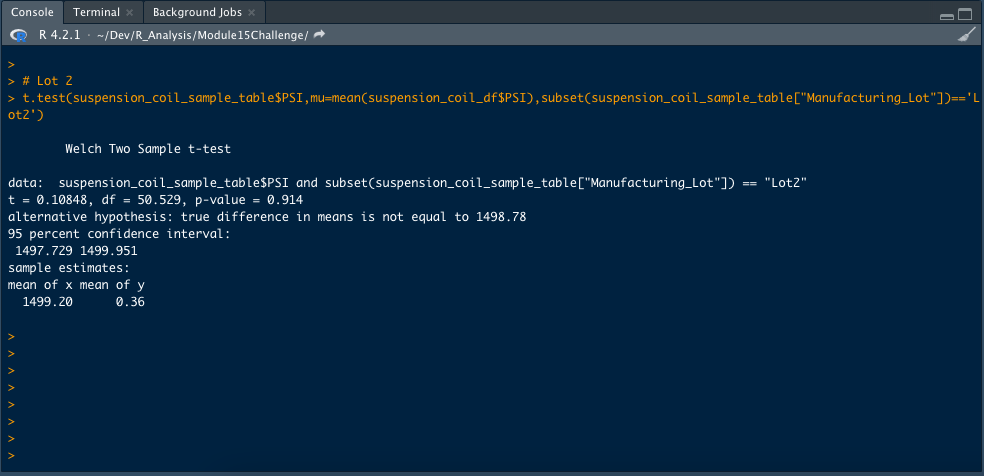 Console Terminal × Background Jobs ×
R 4.2.1 · ~/Dev/R_Analysis/Module15Challenge/
>
> # Lot 2
> t.test(suspension_coil_sample_table$PSI,mu=mean(suspension_coil_df$PSI),subset(suspension_coil_sample_table["Manufacturing_Lot"])=='L
ot2')
Welch Two Sample t-test
data:  suspension_coil_sample_table$PSI and subset(suspension_coil_sample_table["Manufacturing_Lot"]) == "Lot2"
t = 0.10848, df = 50.529, p-value = 0.914
alternative hypothesis: true difference in means is not equal to 1498.78
95 percent confidence interval:
1497.729 1499.951
sample estimates:
mean of x mean of y
1499.20      0.36
>
>
>
>
>
>
>
>